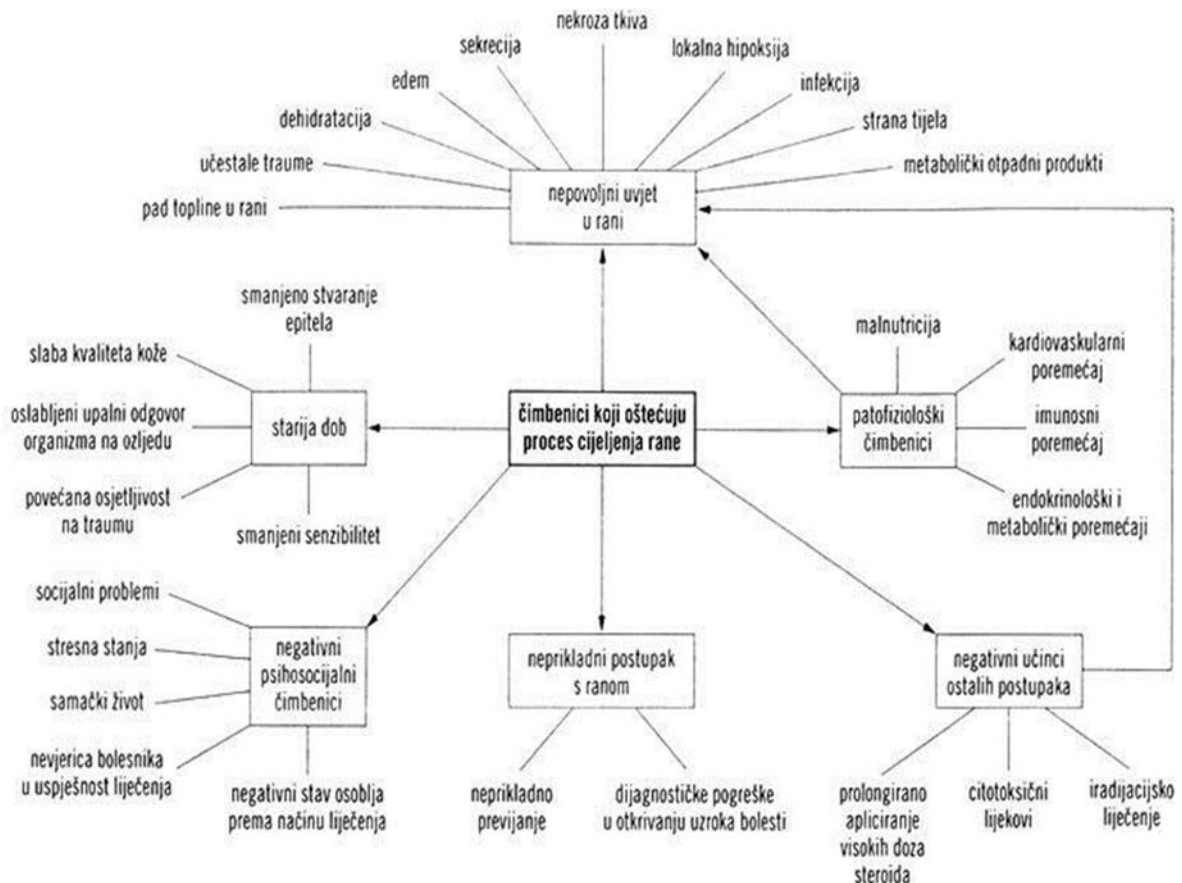 nekroza tkiva
sekrecija
lokalna hipoksija
edem
infekcija
dehidratacija
strana tijela
učestale traume
metabolički otpadni produkti
pad topline u rani
nepovoljni uvjet
u rani
smanjeno stvaranje
epitela
slaba kvaliteta kože
oslabljeni upalni odgovor
organizma na ozljedu
starija dob
povećana osjetljivost
na traumu
smanjeni senzibilitet
čimbenici koji oštećuju
proces cijeljenja rane
malnutricija
kardiovaskularni
poremećaj
patofiziološki
čimbenici
imunosni
poremećaj
endokrinološki i
metabolički poremećaji
socijalni problemi
stresna stanja
samački život
negativni
psihosocijalni
čimbenici
nevjerica bolesnika
u uspješnost liječenja
negativni stav osoblja
prema načinu liječenja
neprikladni postupak
s ranom
neprikladno
previjanje
dijagnostičke pogreške
u otkrivanju uzroka bolesti
negativni učinci
ostalih postupaka
prolongirano
apliciranje
visokih doza
steroida
citotoksični
lijekovi
iradijacijsko
liječenje